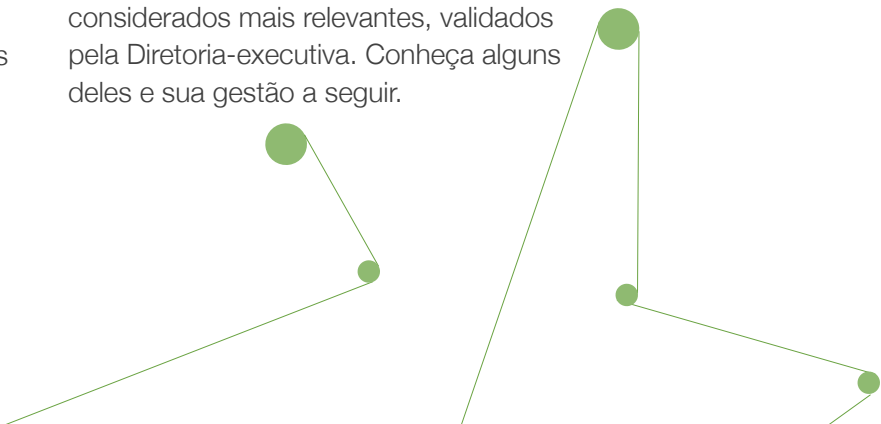 considerados mais relevantes, validados
s
pela Diretoria-executiva. Conheça alguns
deles e sua gestão a seguir.